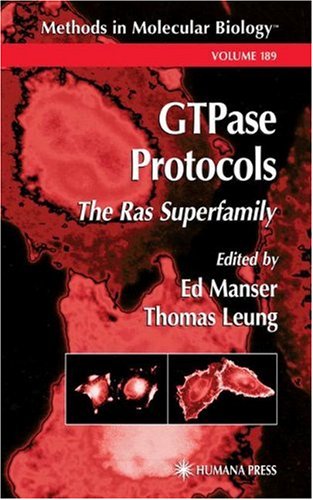 Methods in Molecular Biology™
VOLUME 189
GTPase
Protocols
The Ras Superfamily
Edited by
Ed Manser
Thomas Leung
HUMANA PRESS